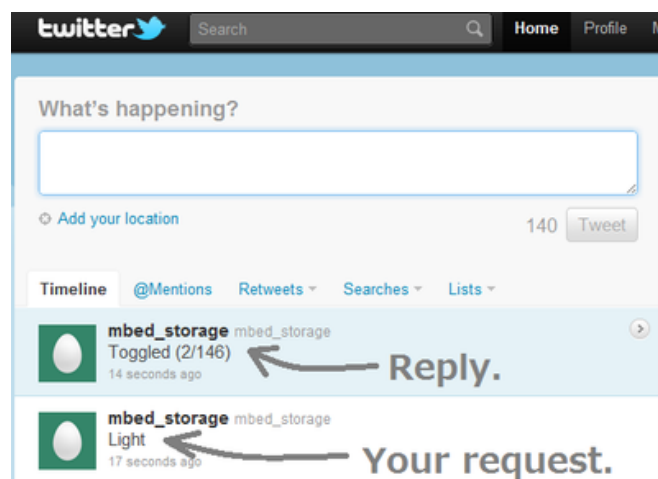 twitter Search Home Profile
What's happening?
Add your location 140 Tweet
Timeline @Mentions Retweets Searches Lists
mbed_storage mbed_storage
Toggled (2/146)
14 seconds ago
Reply.
mbed_storage mbed_storage
Light
17 seconds ago
Your request.